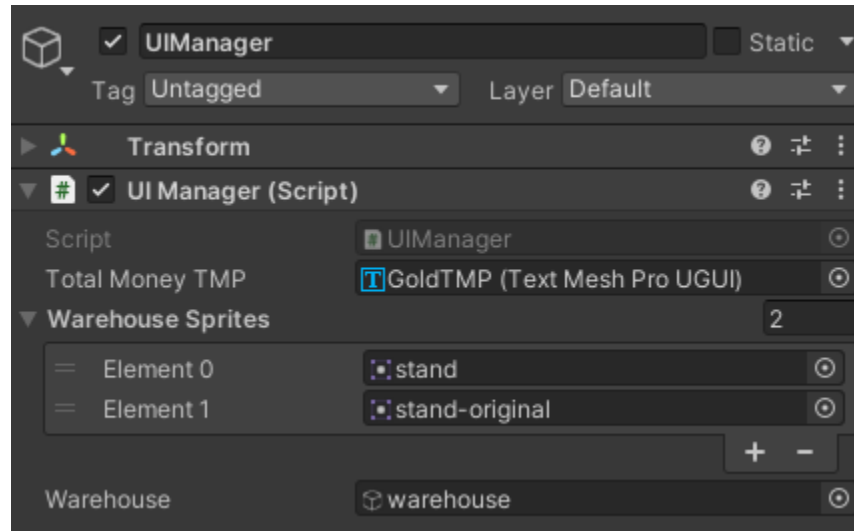 UIManager Static
Tag Untagged Layer Default
Transform
# UI Manager (Script)
Script UIManager
Total Money TMP GoldTMP (Text Mesh Pro UGUI)
Warehouse Sprites 2
Element 0 stand
Element 1 stand-original
+ −
Warehouse warehouse